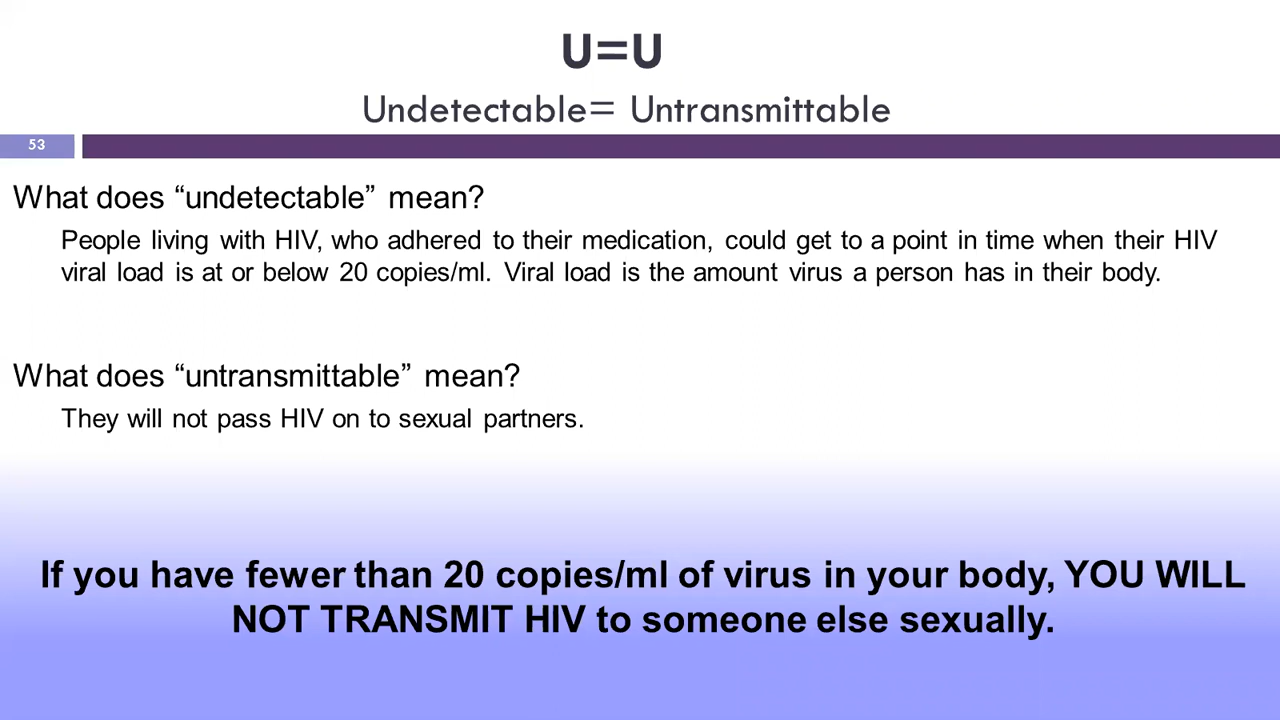 U=U
Undetectable= Untransmittable
53
What does “undetectable” mean?
People living with HIV, who adhered to their medication, could get to a point in time when their HIV
viral load is at or below 20 copies/ml. Viral load is the amount virus a person has in their body.
What does “untransmittable” mean?
They will not pass HIV on to sexual partners.
If you have fewer than 20 copies/ml of virus in your body, YOU WILL
NOT TRANSMIT HIV to someone else sexually.